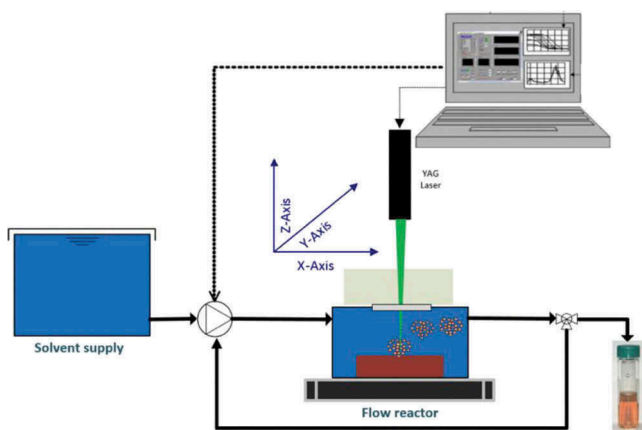 YAG
Laser
Z-Axis
Y-Axis
X-Axis
Solvent supply
Flow reactor